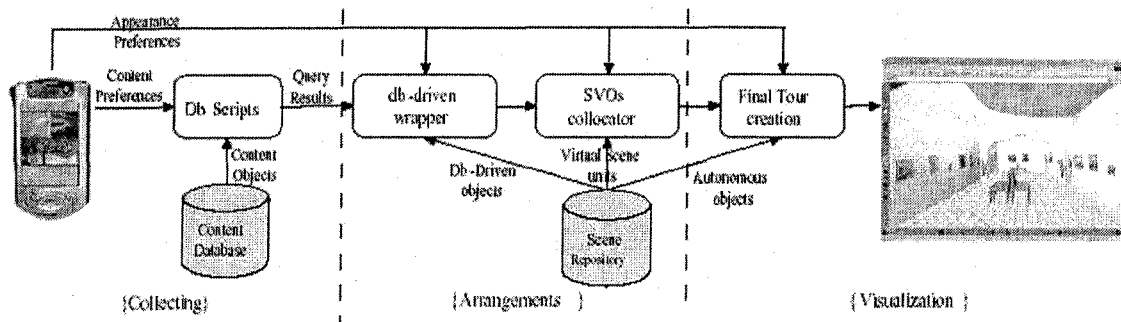 Appearance
Preferences
Content
Preferences
Db Scripts
Query
Results
db-driven
wrapper
SVOs
collocator
Final Tour
creation
Content
Objects
Db-Driven
objects
Virtual Scene
units
Autonomous
objects
Content
Database
Scene
Repository
{Collecting}
{Arrangements }
{Visualization }